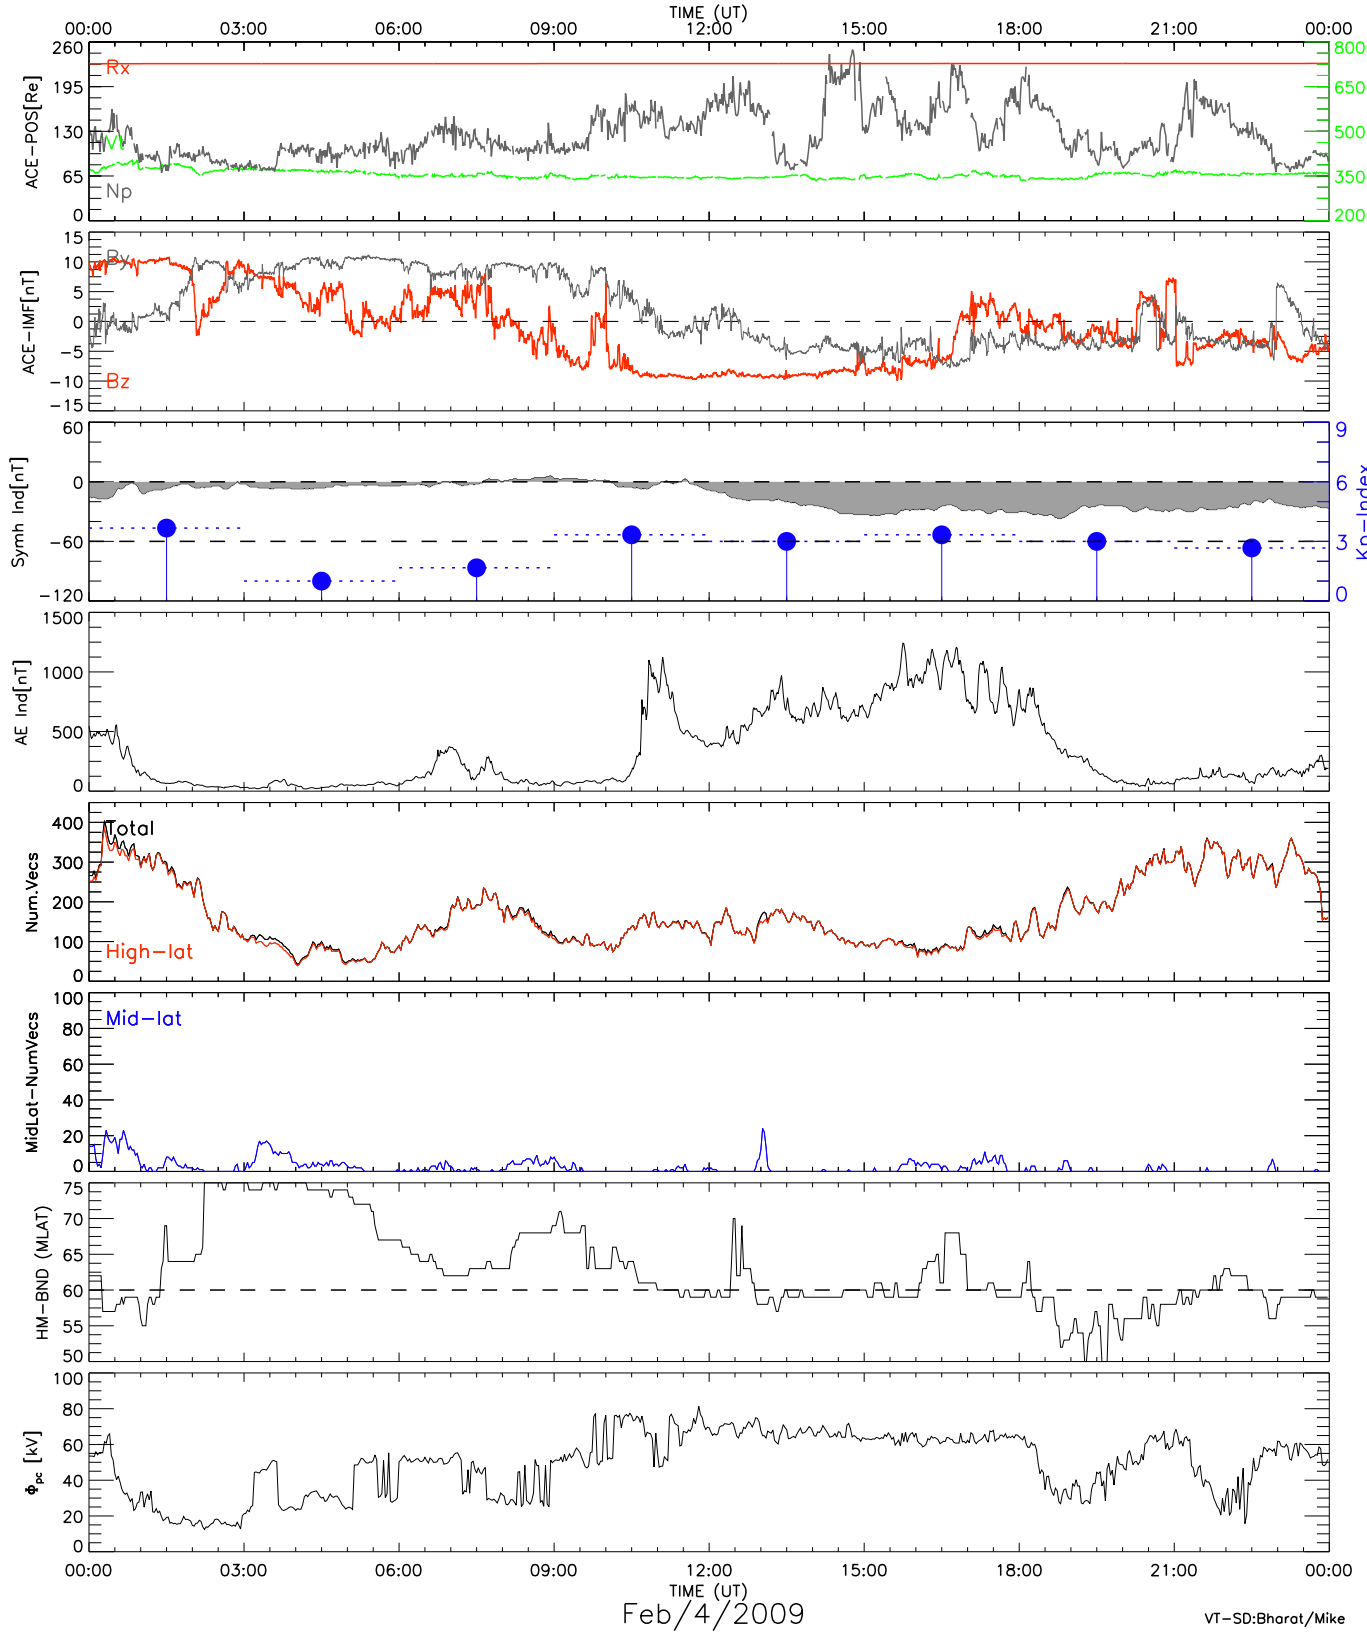 TIME (UT)
00:00 03:00 06:00 09:00 12:00 15:00 18:00 21:00 00:00
ACE-POS[Re]
260
195
130
65
0
Rx
Vt
Np
800
650
500
350
200
ACE-IMF[nT]
15
10
5
0
-5
-10
-15
By
Bz
Symh Ind[nT]
60
0
-60
-120
9
6
3
0
Kp-Index
AE Ind[nT]
1500
1000
500
0
Num.Vecs
400
300
200
100
0
Total
High-lat
MidLat-NumVecs
100
80
60
40
20
0
Mid-lat
HM-BND (MLAT)
75
70
65
60
55
50
Φpc [kV]
100
80
60
40
20
0
00:00 03:00 06:00 09:00 12:00 15:00 18:00 21:00 00:00
TIME (UT)
Feb/4/2009
VT-SD:Bharat/Mike